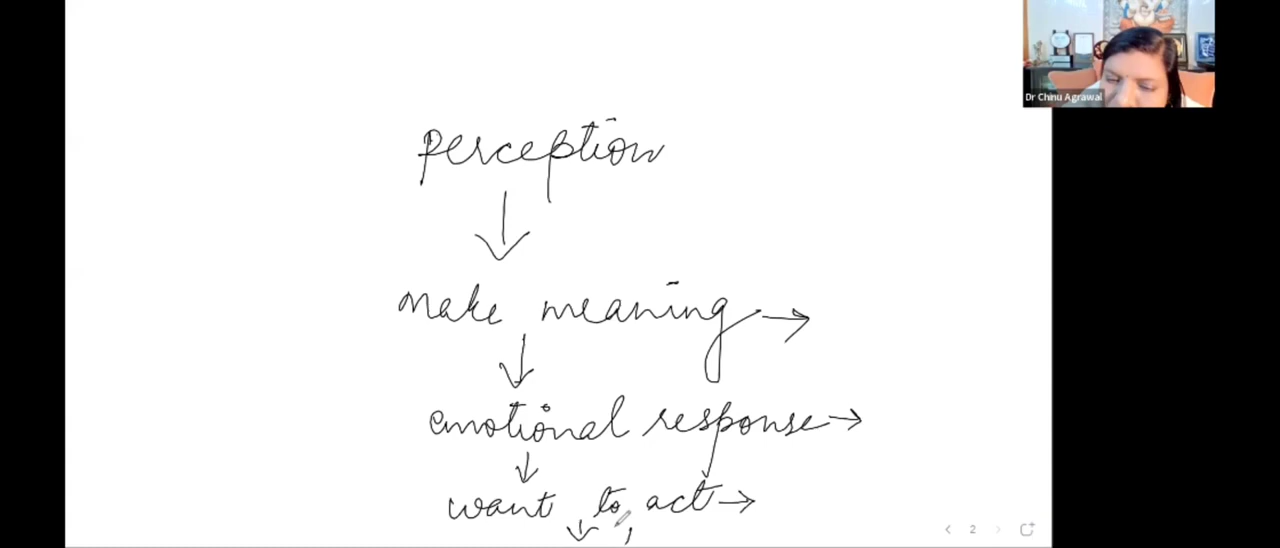 Dr Chinu Agrawal
perception
make meaning
emotional response
want to act
2